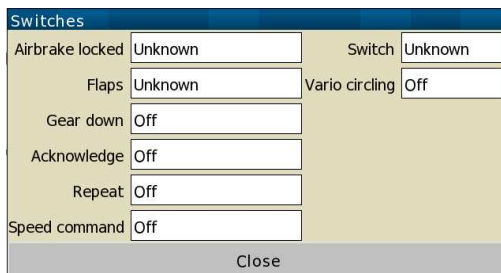 Switches
Airbrake locked Unknown Switch Unknown
Flaps Unknown Vario circling Off
Gear down Off
Acknowledge Off
Repeat Off
Speed command Off
Close